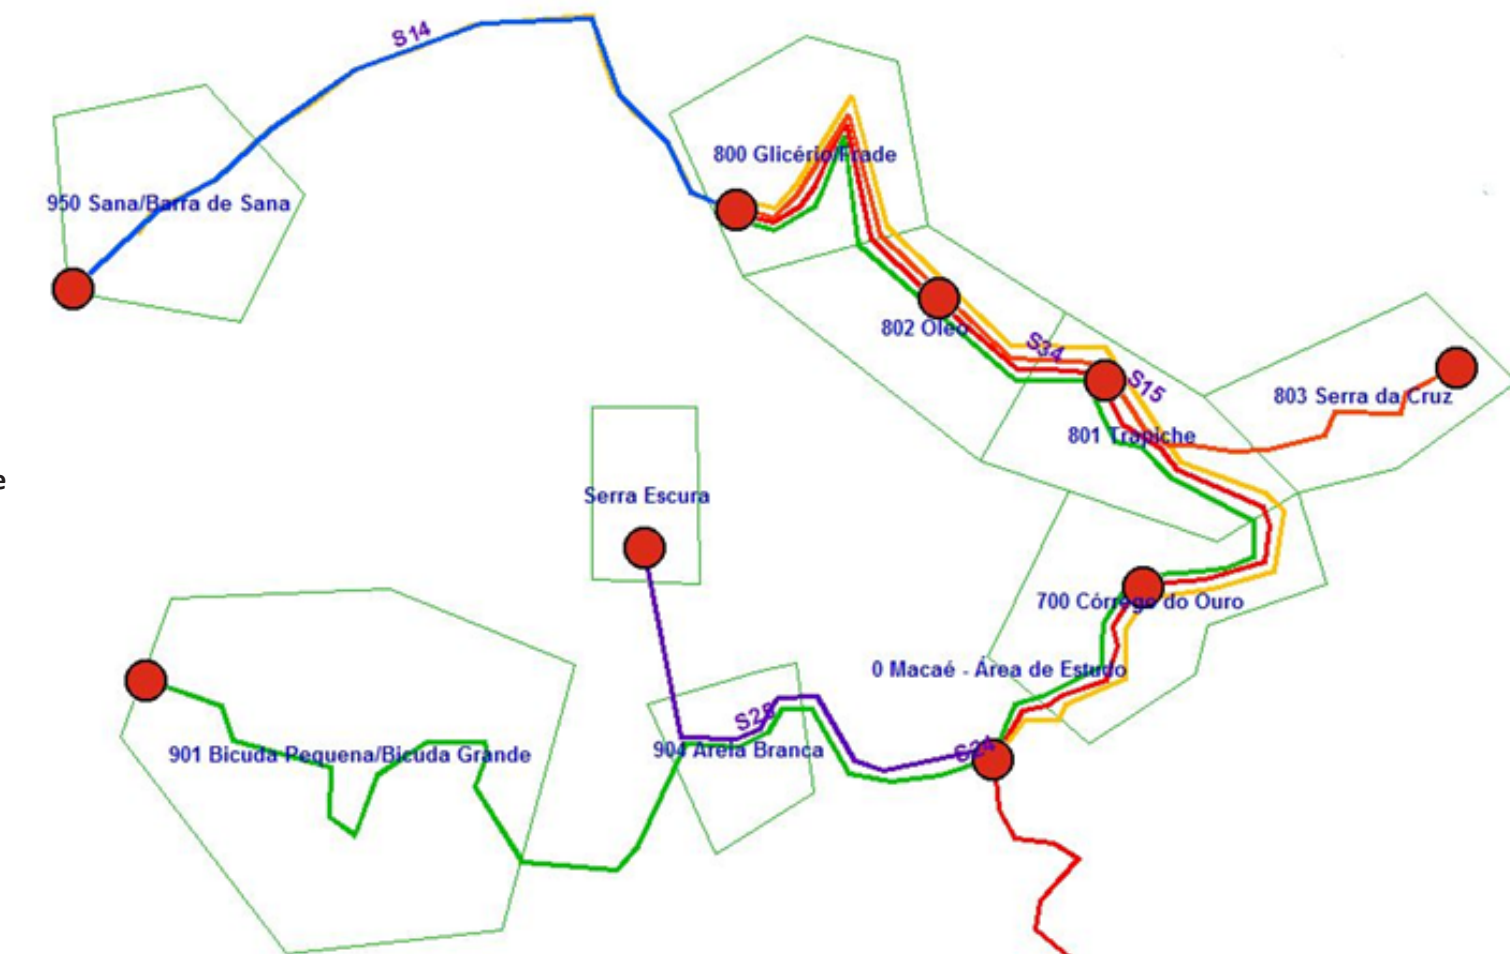 S14
800 Glicério/Frade
950 Sana/Barra de Sana
802 Oleo
S34
S15
803 Serra da Cruz
801 Trapiche
e
Serra Escura
700 Córrego do Ouro
0 Macaé - Área de Estudo
S28
904 Areia Branca
S24
901 Bicuda Pequena/Bicuda Grande